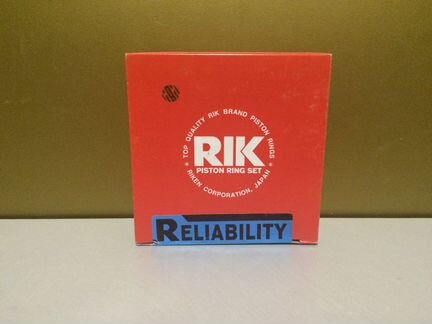 TOP QUALITY RIK BRAND PISTON RINGS
RIK
PISTON RING SET
RIKEN CORPORATION, JAPAN
RELIABILITY